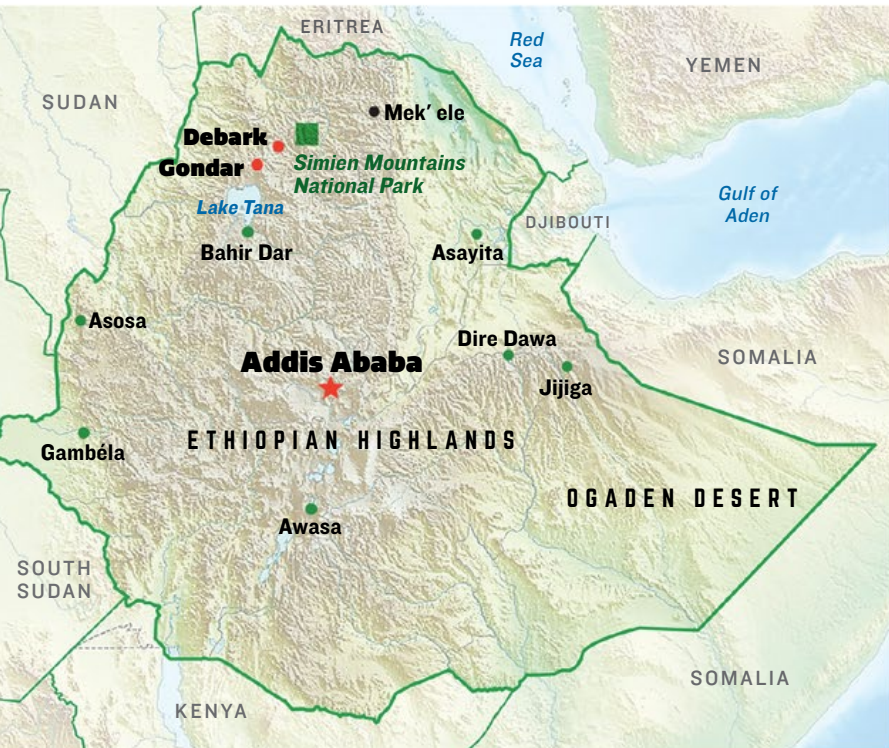 ERITREA
Red
Sea
YEMEN
SUDAN
Mek' ele
Debark
Gondar
Simien Mountains
National Park
Lake Tana
Gulf of
Aden
DJIBOUTI
Bahir Dar
Asayita
Asosa
Dire Dawa
SOMALIA
Addis Ababa
Jijiga
ETHIOPIAN HIGHLANDS
Gambéla
OGADEN DESERT
Awasa
SOUTH
SUDAN
SOMALIA
KENYA